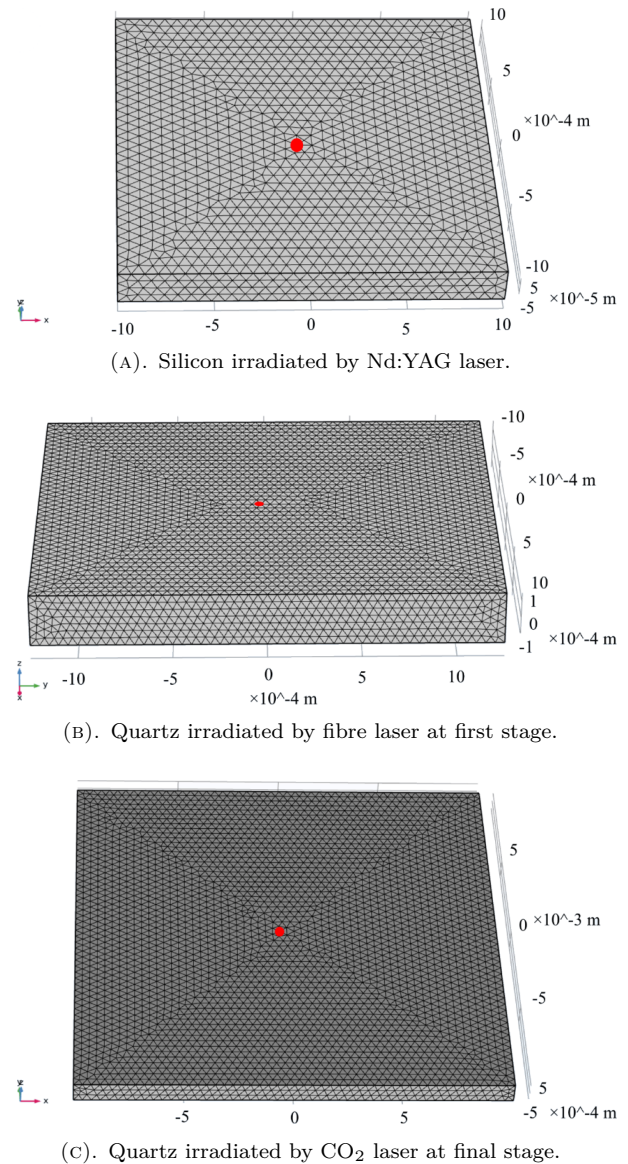 10
5
×10^-4 m
0
-5
-10
5
-5 ×10^-5 m
yz
x
-10 -5 0 5 10
(A). Silicon irradiated by Nd:YAG laser.
-10
-5
×10^-4 m
0
5
10
1
0
-1 ×10^-4 m
z
y
x
-10 -5 0 5 10
×10^-4 m
(B). Quartz irradiated by fibre laser at first stage.
5
0 ×10^-3 m
-5
5
-5 ×10^-4 m
yz
x
-5 0 5
(C). Quartz irradiated by CO₂ laser at final stage.